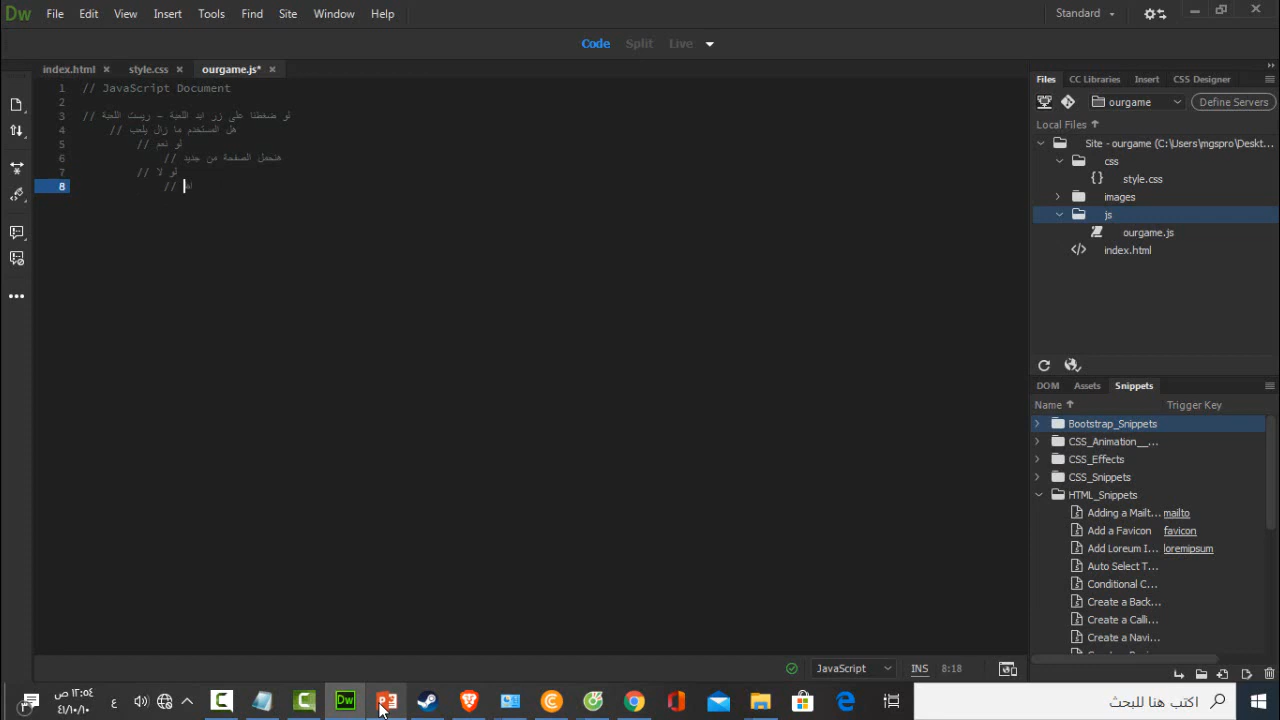 Dw File Edit View Insert Tools Find Site Window Help Standard
Code Split Live
index.html style.css ourgame.js*
1 // JavaScript Document
2
3 // لو ضغطنا على زر ابد اللعبة - ريست اللعبة
4 // هل المستخدم ما زال يلعب
5 // لو نعم
6 // هنحمل الصفحة من جديد
7 // لو لا
8 //
Files CC Libraries Insert CSS Designer
ourgame Define Servers
Local Files
Site - ourgame (C:\Users\mgspro\Deskt...
css
style.css
images
js
ourgame.js
index.html
DOM Assets Snippets
Name Trigger Key
Bootstrap_Snippets
CSS_Animation__...
CSS_Effects
CSS_Snippets
HTML_Snippets
Adding a Mailt... mailto
Add a Favicon favicon
Add Loreum I... loremipsum
Auto Select T...
Conditional C...
Create a Back...
Create a Calli...
Create a Navi...
JavaScript INS 8:18
١٢:٥٤ ص
ع
Dw
اكتب هنا للبحث